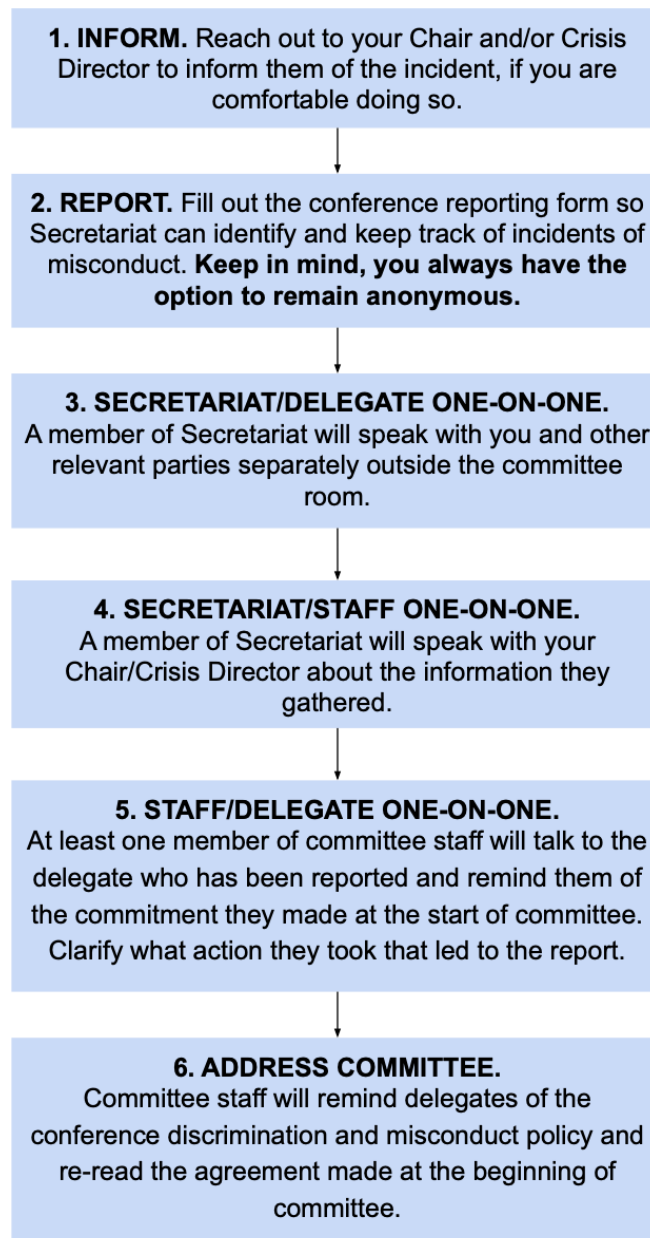 1. INFORM. Reach out to your Chair and/or Crisis
Director to inform them of the incident, if you are
comfortable doing so.
2. REPORT. Fill out the conference reporting form so
Secretariat can identify and keep track of incidents of
misconduct. Keep in mind, you always have the
option to remain anonymous.
3. SECRETARIAT/DELEGATE ONE-ON-ONE.
A member of Secretariat will speak with you and other
relevant parties separately outside the committee
room.
4. SECRETARIAT/STAFF ONE-ON-ONE.
A member of Secretariat will speak with your
Chair/Crisis Director about the information they
gathered.
5. STAFF/DELEGATE ONE-ON-ONE.
At least one member of committee staff will talk to the
delegate who has been reported and remind them of
the commitment they made at the start of committee.
Clarify what action they took that led to the report.
6. ADDRESS COMMITTEE.
Committee staff will remind delegates of the
conference discrimination and misconduct policy and
re-read the agreement made at the beginning of
committee.